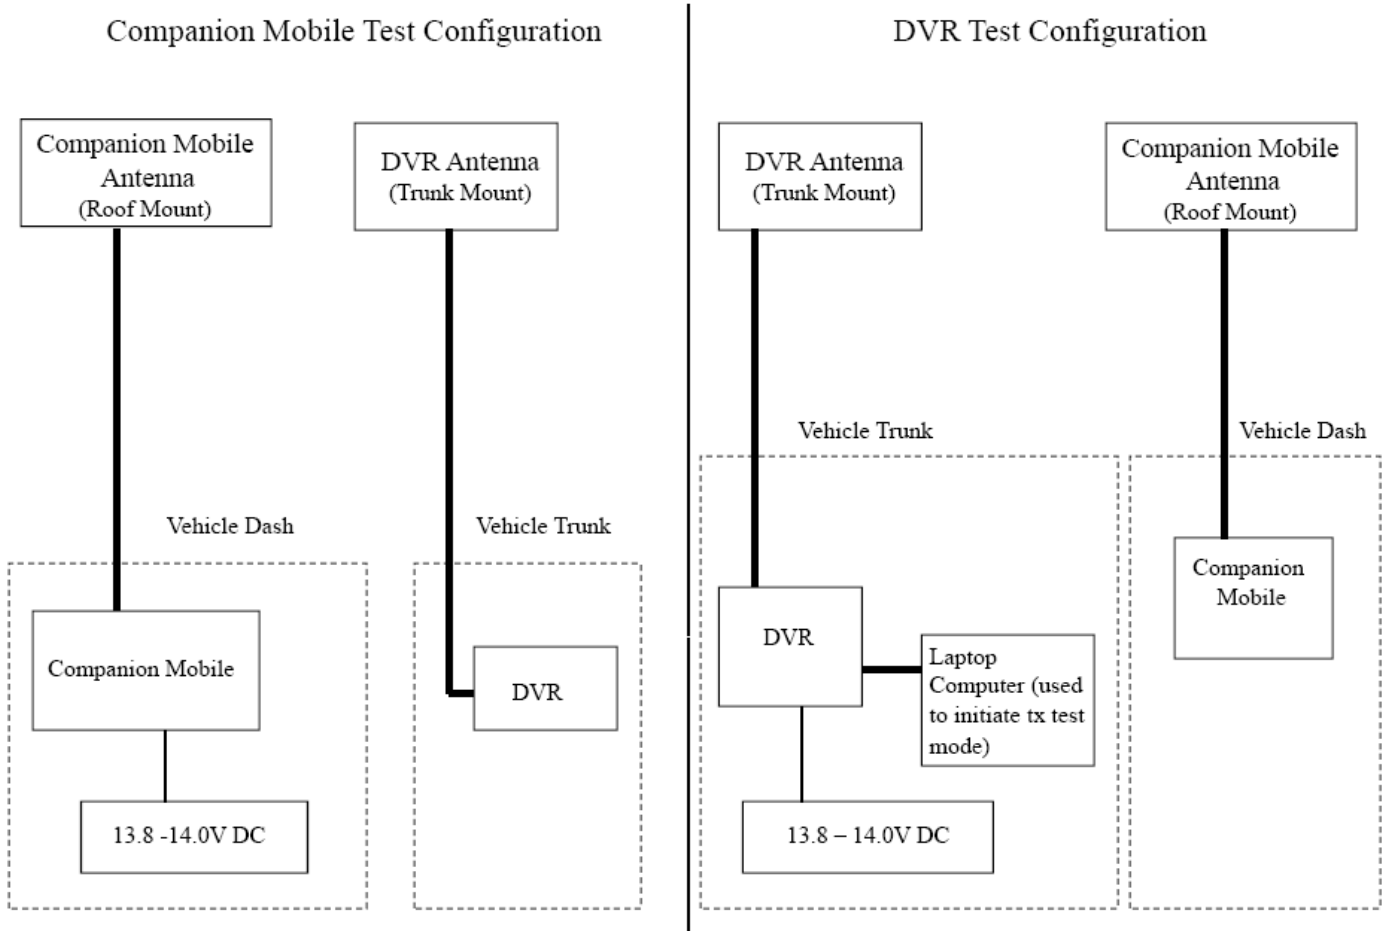 Companion Mobile Test Configuration
Companion Mobile
Antenna
(Roof Mount)
DVR Antenna
(Trunk Mount)
Vehicle Dash
Vehicle Trunk
Companion Mobile
DVR
13.8 -14.0V DC
DVR Test Configuration
DVR Antenna
(Trunk Mount)
Companion Mobile
Antenna
(Roof Mount)
Vehicle Trunk
Vehicle Dash
Companion
Mobile
DVR
Laptop
Computer (used
to initiate tx test
mode)
13.8 – 14.0V DC